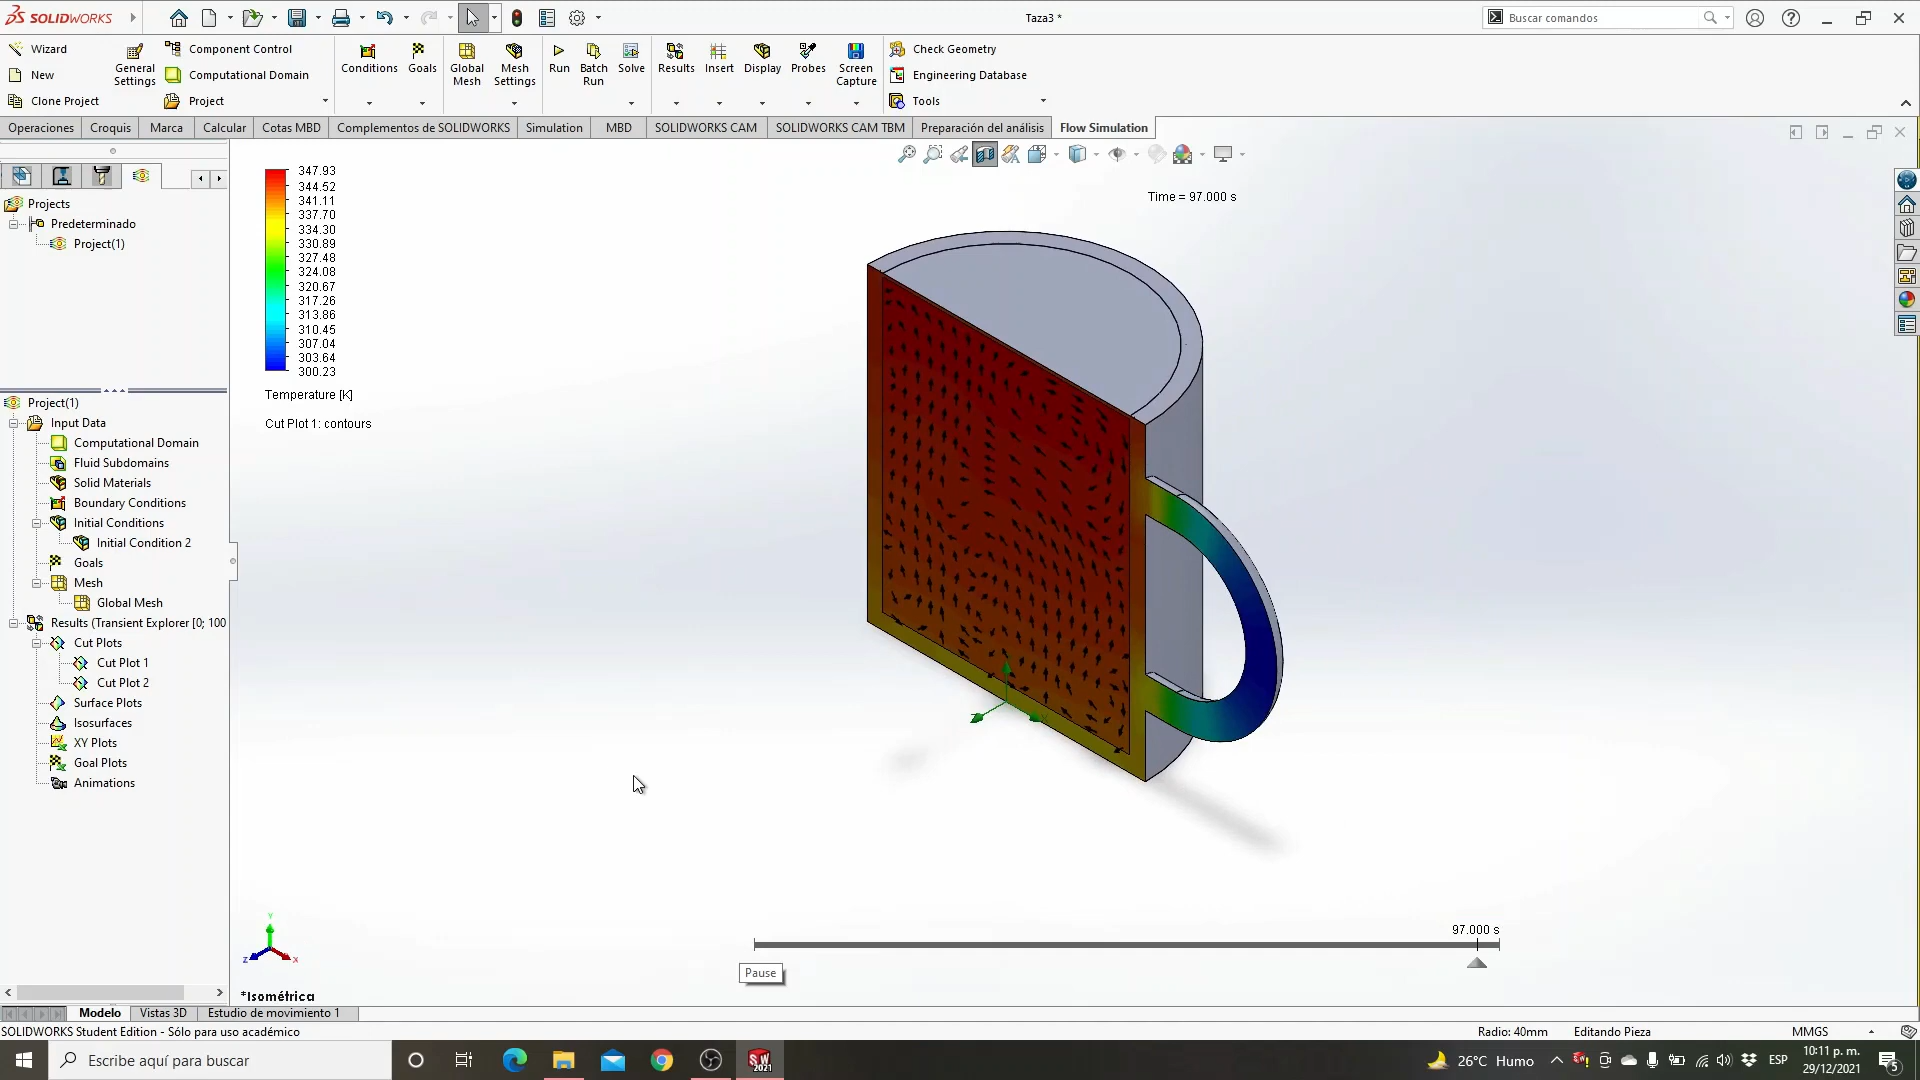 SOLIDWORKS
Taza3 *
Buscar comandos
Wizard
New
Clone Project
General Settings
Component Control
Computational Domain
Project
Conditions
Goals
Global Mesh
Mesh Settings
Run
Batch Run
Solve
Results
Insert
Display
Probes
Screen Capture
Check Geometry
Engineering Database
Tools
Operaciones
Croquis
Marca
Calcular
Cotas MBD
Complementos de SOLIDWORKS
Simulation
MBD
SOLIDWORKS CAM
SOLIDWORKS CAM TBM
Preparación del análisis
Flow Simulation
Projects
Predeterminado
Project(1)
Project(1)
Input Data
Computational Domain
Fluid Subdomains
Solid Materials
Boundary Conditions
Initial Conditions
Initial Condition 2
Goals
Mesh
Global Mesh
Results (Transient Explorer [0; 100
Cut Plots
Cut Plot 1
Cut Plot 2
Surface Plots
Isosurfaces
XY Plots
Goal Plots
Animations
347.93
344.52
341.11
337.70
334.30
330.89
327.48
324.08
320.67
317.26
313.86
310.45
307.04
303.64
300.23
Temperature [K]
Cut Plot 1: contours
Time = 97.000 s
97.000 s
Pause
Y
Z
X
*Isométrica
Modelo
Vistas 3D
Estudio de movimiento 1
SOLIDWORKS Student Edition - Sólo para uso académico
Radio: 40mm
Editando Pieza
MMGS
Escribe aquí para buscar
SW 2021
26°C Humo
ESP
10:11 p. m.
29/12/2021
5